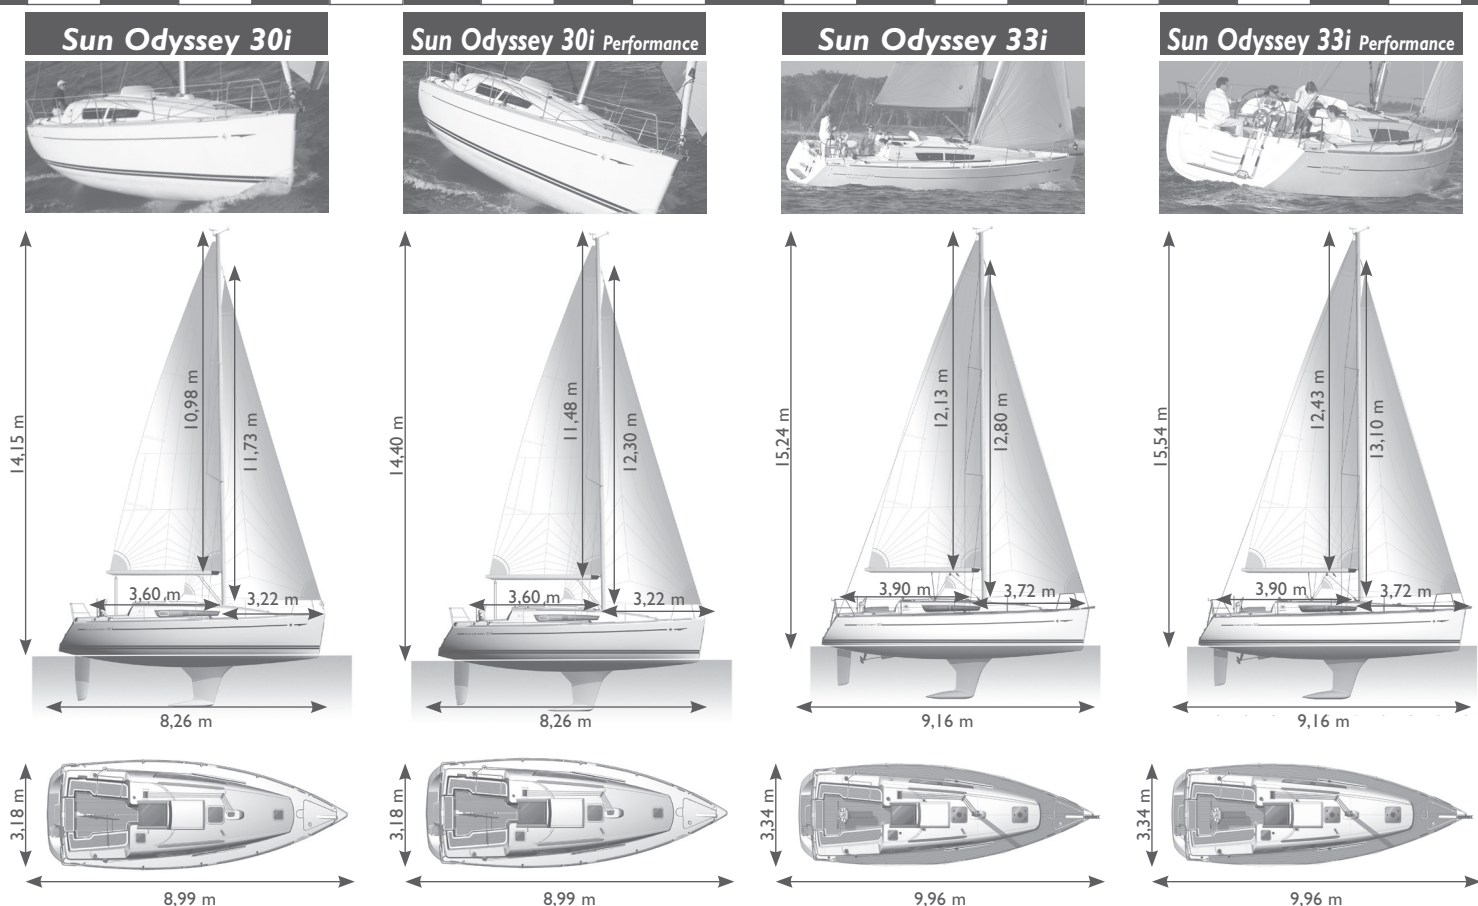 Sun Odyssey 30i
Sun Odyssey 30i Performance
Sun Odyssey 33i
Sun Odyssey 33i Performance
14,15 m
10,98 m
11,73 m
3,60 m
3,22 m
8,26 m
3,18 m
8,99 m
14,40 m
11,48 m
12,30 m
3,60 m
3,22 m
8,26 m
3,18 m
8,99 m
15,24 m
12,13 m
12,80 m
3,90 m
3,72 m
9,16 m
3,34 m
9,96 m
15,54 m
12,43 m
13,10 m
3,90 m
3,72 m
9,16 m
3,34 m
9,96 m